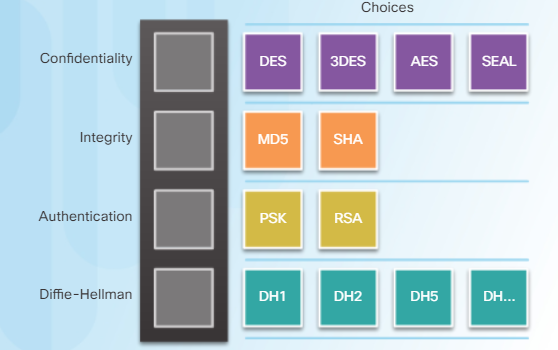 Choices
Confidentiality DES 3DES AES SEAL
Integrity MD5 SHA
Authentication PSK RSA
Diffie-Hellman DH1 DH2 DH5 DH...